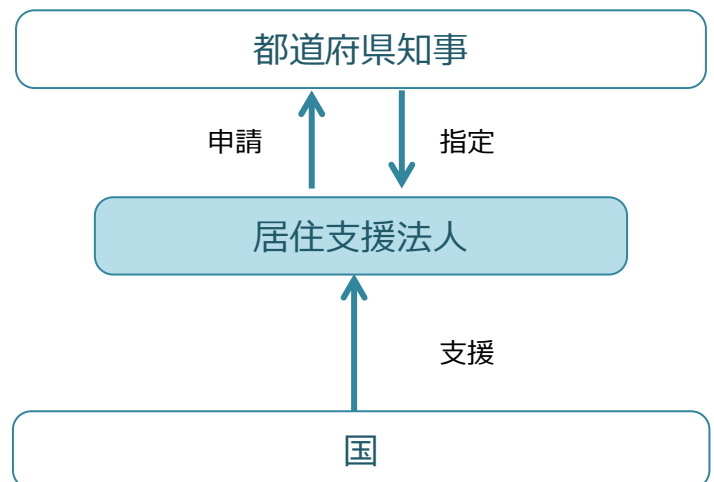 都道府県知事
申請
指定
居住支援法人
支援
国